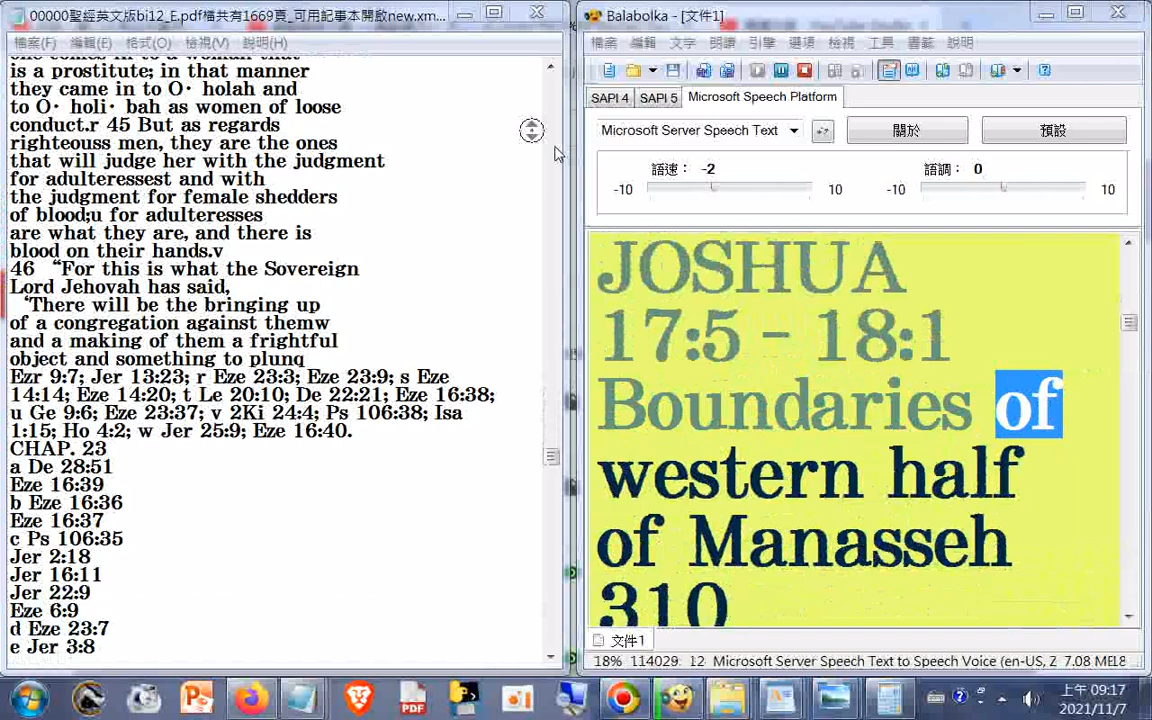 00000聖經英文版bi12_E.pdf檔共有1669頁_可用記事本開啟new.xm...
檔案(F) 編輯(E) 格式(O) 檢視(V) 說明(H)
is a prostitute; in that manner
they came in to O· holah and
to O· holi· bah as women of loose
conduct.r 45 But as regards
righteouss men, they are the ones
that will judge her with the judgment
for adulteressest and with
the judgment for female shedders
of blood;u for adulteresses
are what they are, and there is
blood on their hands.v
46 “For this is what the Sovereign
Lord Jehovah has said,
‘There will be the bringing up
of a congregation against themw
and a making of them a frightful
object and something to plunq
Ezr 9:7; Jer 13:23; r Eze 23:3; Eze 23:9; s Eze
14:14; Eze 14:20; t Le 20:10; De 22:21; Eze 16:38;
u Ge 9:6; Eze 23:37; v 2Ki 24:4; Ps 106:38; Isa
1:15; Ho 4:2; w Jer 25:9; Eze 16:40.
CHAP. 23
a De 28:51
Eze 16:39
b Eze 16:36
Eze 16:37
c Ps 106:35
Jer 2:18
Jer 16:11
Jer 22:9
Eze 6:9
d Eze 23:7
e Jer 3:8
Balabolka - [文件1]
檔案 編輯 文字 朗讀 引擎 選項 檢視 工具 書籤 說明
SAPI 4 SAPI 5 Microsoft Speech Platform
Microsoft Server Speech Text 關於 預設
語速: -2 語調: 0
-10 10 -10 10
JOSHUA
17:5 – 18:1
Boundaries of
western half
of Manasseh
310
文件1
18% 114029: 12 Microsoft Server Speech Text to Speech Voice (en-US, Z 7.08 ME
上午 09:17
2021/11/7